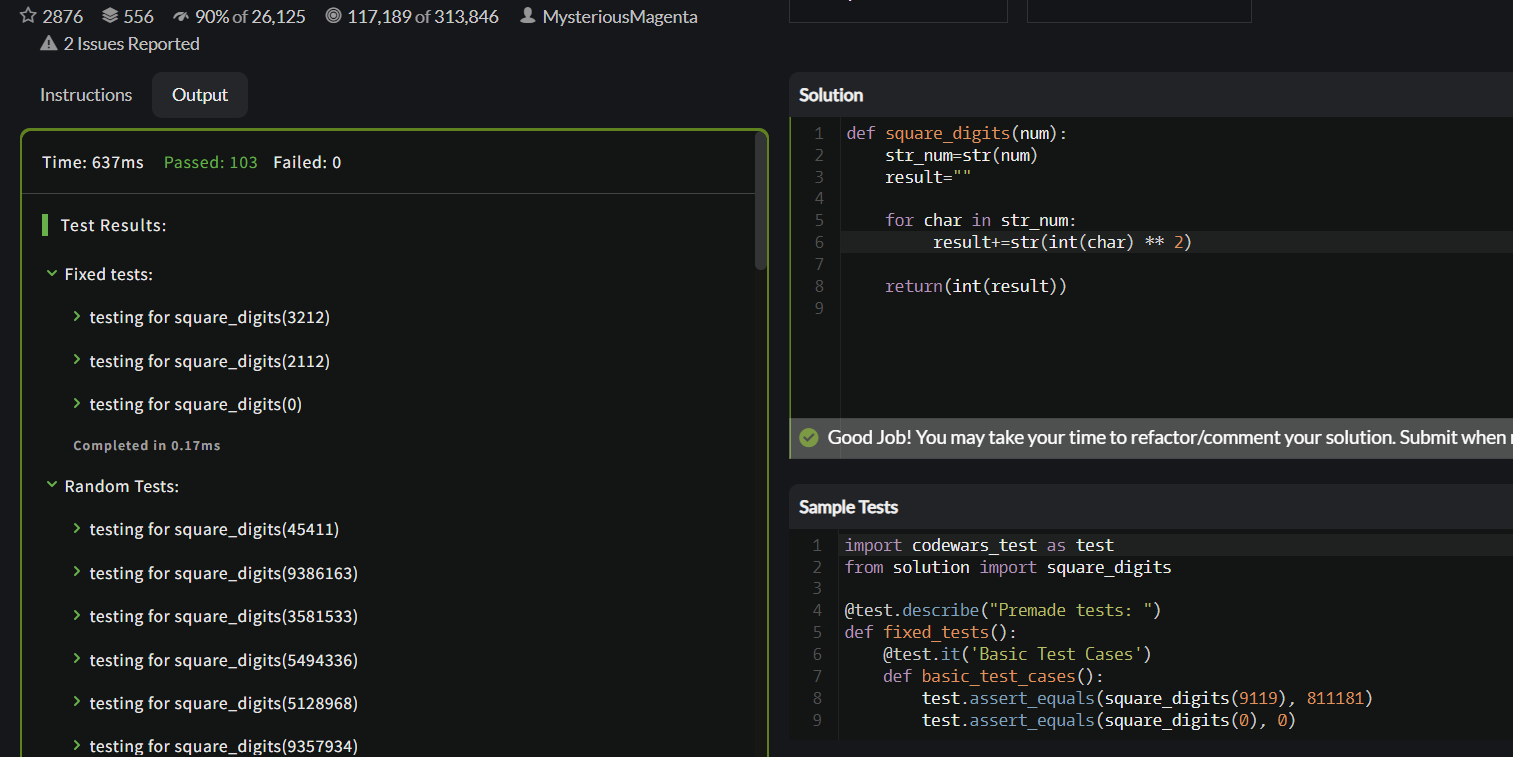 2876 556 90% of 26,125 117,189 of 313,846 MysteriousMagenta
2 Issues Reported
Instructions Output
Time: 637ms Passed: 103 Failed: 0
Test Results:
Fixed tests:
testing for square_digits(3212)
testing for square_digits(2112)
testing for square_digits(0)
Completed in 0.17ms
Random Tests:
testing for square_digits(45411)
testing for square_digits(9386163)
testing for square_digits(3581533)
testing for square_digits(5494336)
testing for square_digits(5128968)
testing for square_digits(9357934)
Solution
1 def square_digits(num):
2     str_num=str(num)
3     result=""
4
5     for char in str_num:
6          result+=str(int(char) ** 2)
7
8     return(int(result))
9
Good Job! You may take your time to refactor/comment your solution. Submit when
Sample Tests
1 import codewars_test as test
2 from solution import square_digits
3
4 @test.describe("Premade tests: ")
5 def fixed_tests():
6     @test.it('Basic Test Cases')
7     def basic_test_cases():
8         test.assert_equals(square_digits(9119), 811181)
9         test.assert_equals(square_digits(0), 0)